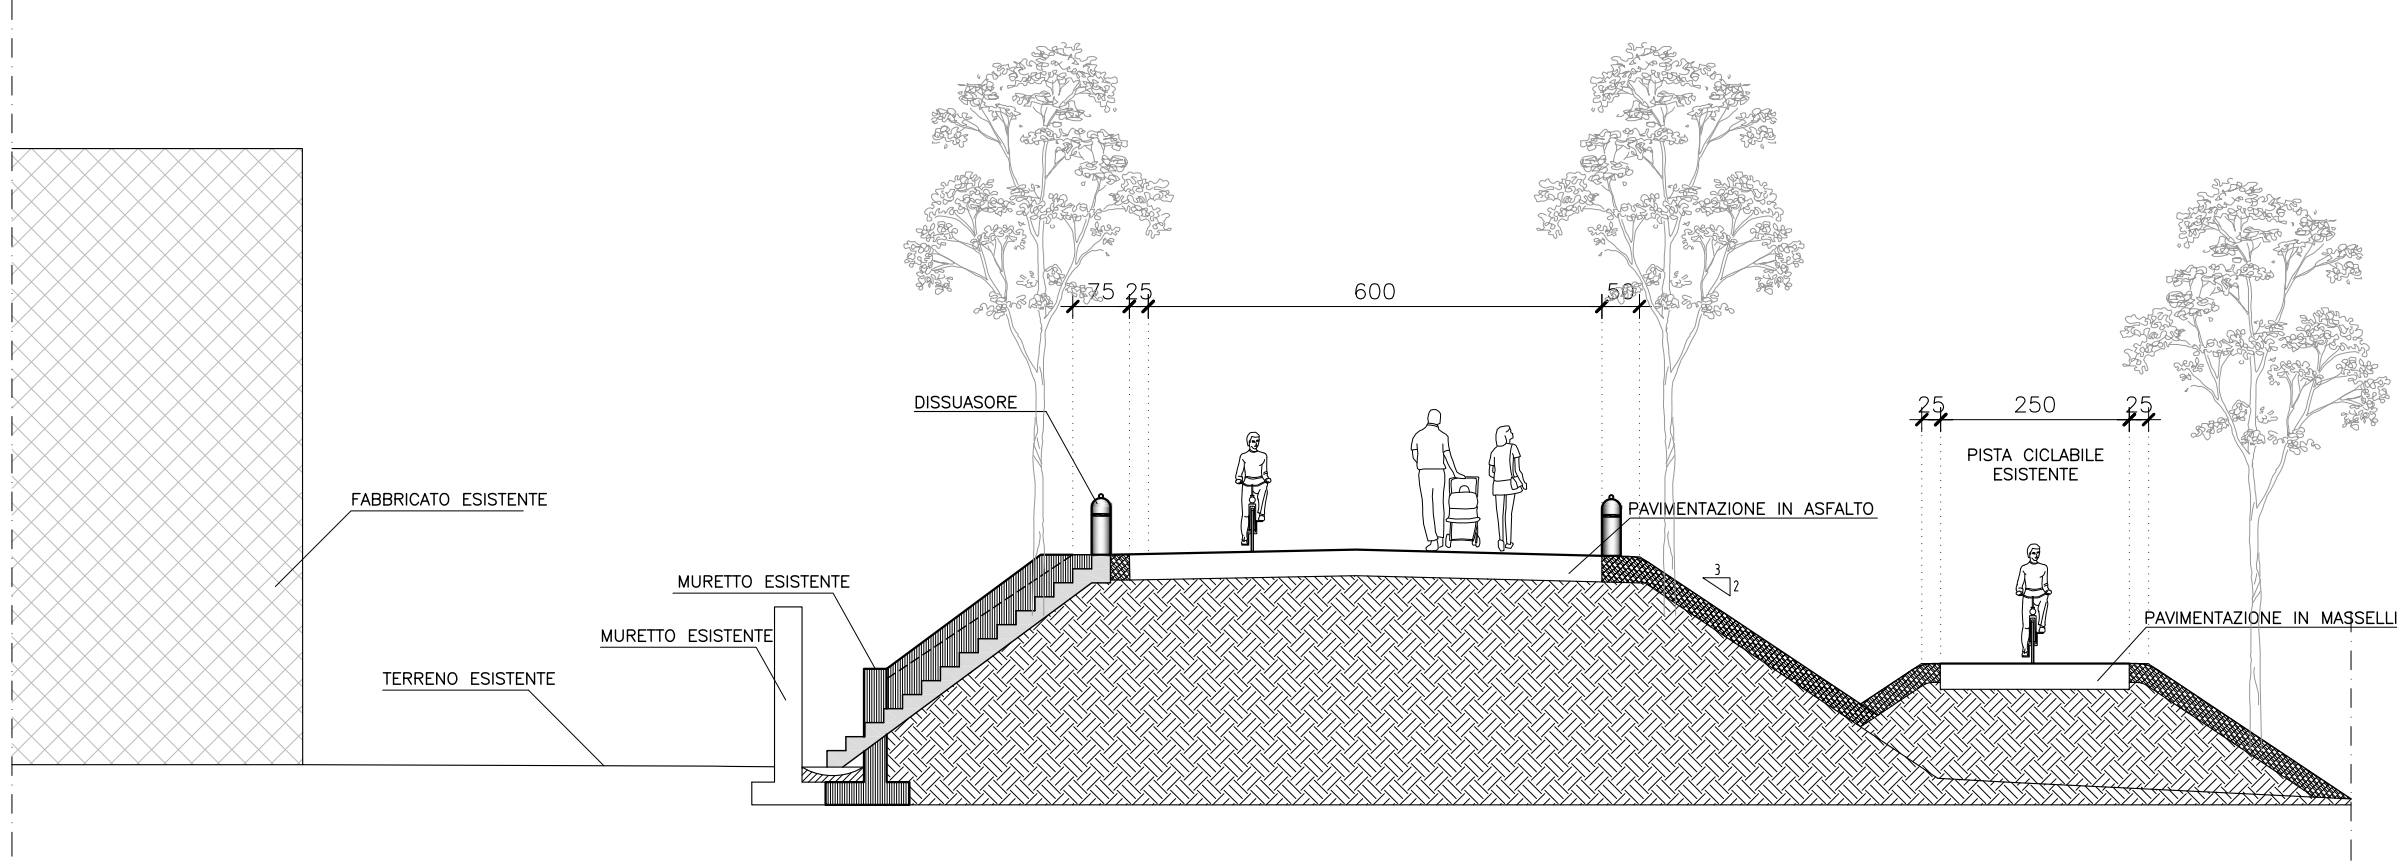 75 25 600 50
DISSUASORE
25 250 25
PISTA CICLABILE
ESISTENTE
FABBRICATO ESISTENTE
PAVIMENTAZIONE IN ASFALTO
3
2
MURETTO ESISTENTE
PAVIMENTAZIONE IN MASSELLI
MURETTO ESISTENTE
TERRENO ESISTENTE